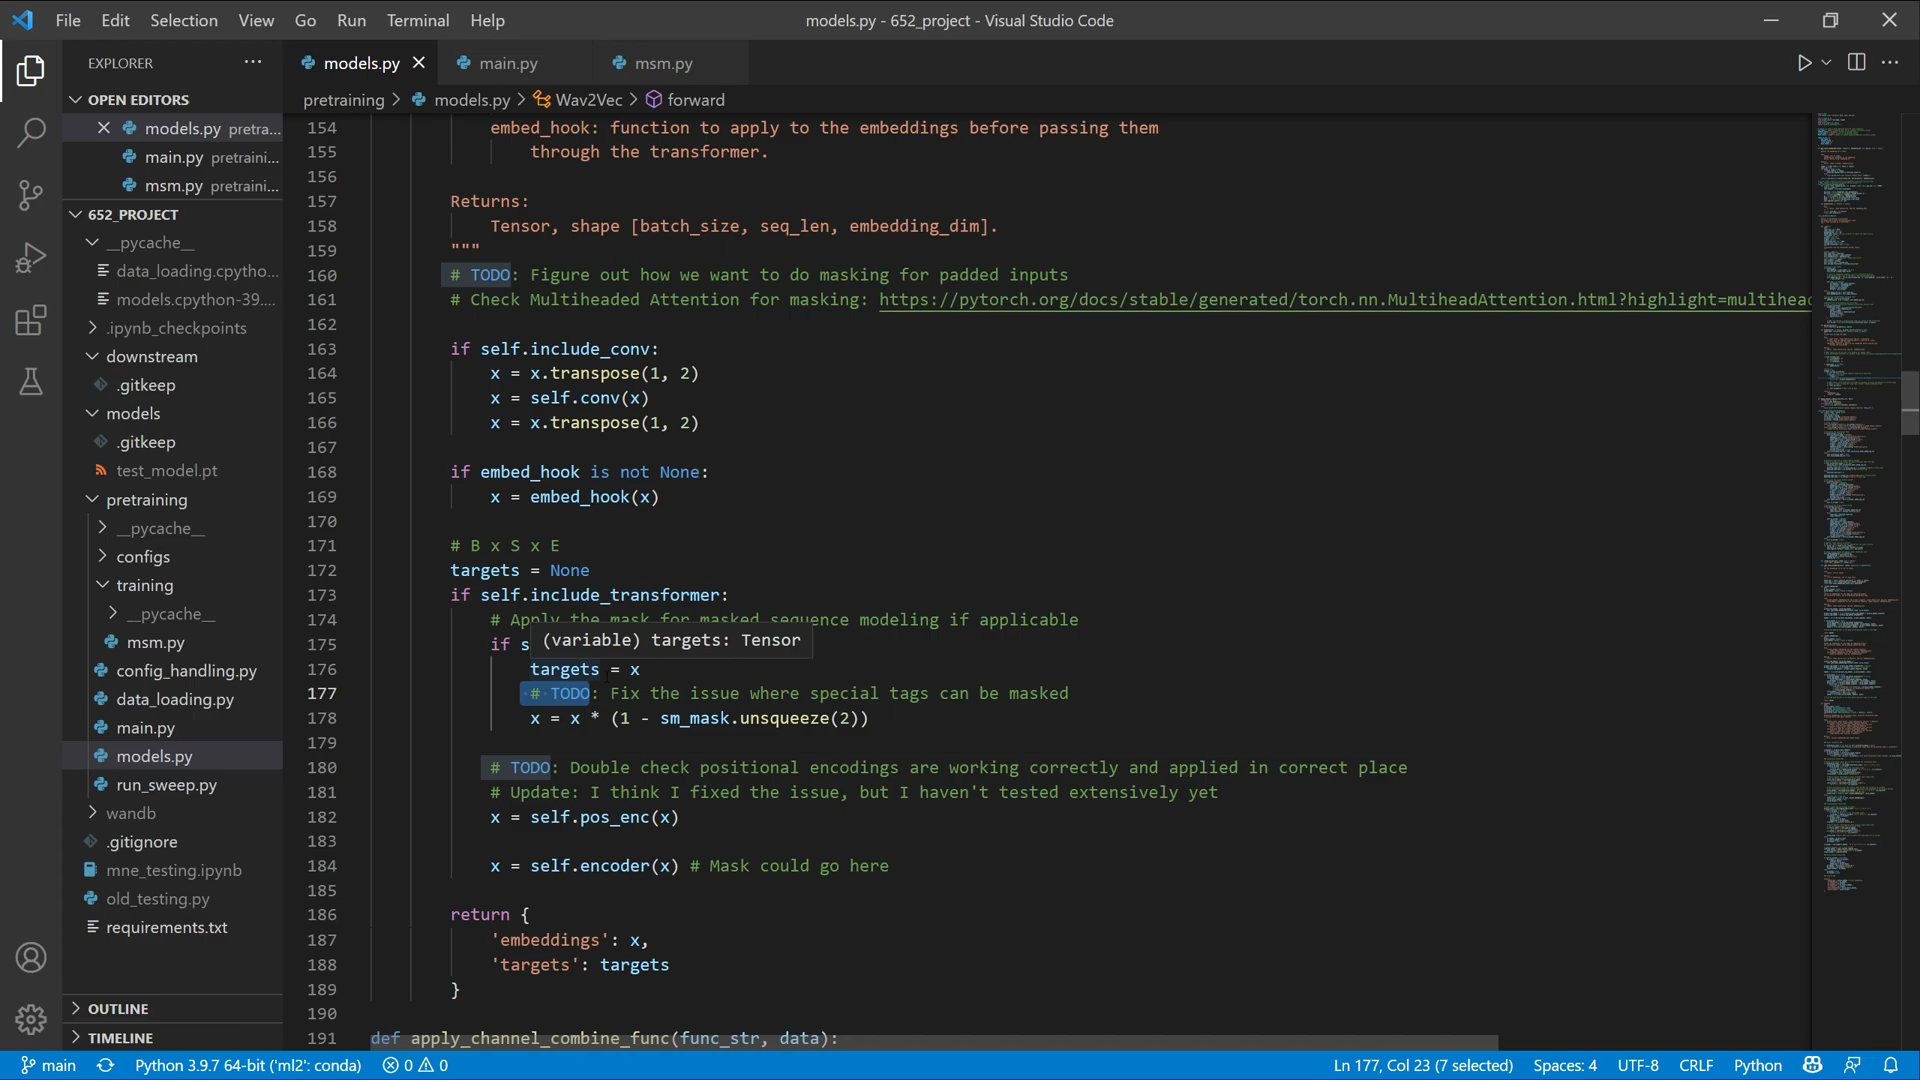 File Edit Selection View Go Run Terminal Help
models.py - 652_project - Visual Studio Code
EXPLORER
OPEN EDITORS
models.py pretra...
main.py pretraini...
msm.py pretraini...
652_PROJECT
__pycache__
data_loading.cpytho...
models.cpython-39....
.ipynb_checkpoints
downstream
.gitkeep
models
.gitkeep
test_model.pt
pretraining
__pycache__
configs
training
__pycache__
msm.py
config_handling.py
data_loading.py
main.py
models.py
run_sweep.py
wandb
.gitignore
mne_testing.ipynb
old_testing.py
requirements.txt
OUTLINE
TIMELINE
models.py main.py msm.py
pretraining > models.py > Wav2Vec > forward
154 embed_hook: function to apply to the embeddings before passing them
155 through the transformer.
156
157 Returns:
158 Tensor, shape [batch_size, seq_len, embedding_dim].
159 """
160 # TODO: Figure out how we want to do masking for padded inputs
161 # Check Multiheaded Attention for masking: https://pytorch.org/docs/stable/generated/torch.nn.MultiheadAttention.html?highlight=multiheac
162
163 if self.include_conv:
164 x = x.transpose(1, 2)
165 x = self.conv(x)
166 x = x.transpose(1, 2)
167
168 if embed_hook is not None:
169 x = embed_hook(x)
170
171 # B x S x E
172 targets = None
173 if self.include_transformer:
174 # Apply the mask for masked sequence modeling if applicable
175 if s
(variable) targets: Tensor
176 targets = x
177 # TODO: Fix the issue where special tags can be masked
178 x = x * (1 - sm_mask.unsqueeze(2))
179
180 # TODO: Double check positional encodings are working correctly and applied in correct place
181 # Update: I think I fixed the issue, but I haven't tested extensively yet
182 x = self.pos_enc(x)
183
184 x = self.encoder(x) # Mask could go here
185
186 return {
187 'embeddings': x,
188 'targets': targets
189 }
190
191 def apply_channel_combine_func(func_str, data):
main Python 3.9.7 64-bit ('ml2': conda) 0 0 Ln 177, Col 23 (7 selected) Spaces: 4 UTF-8 CRLF Python